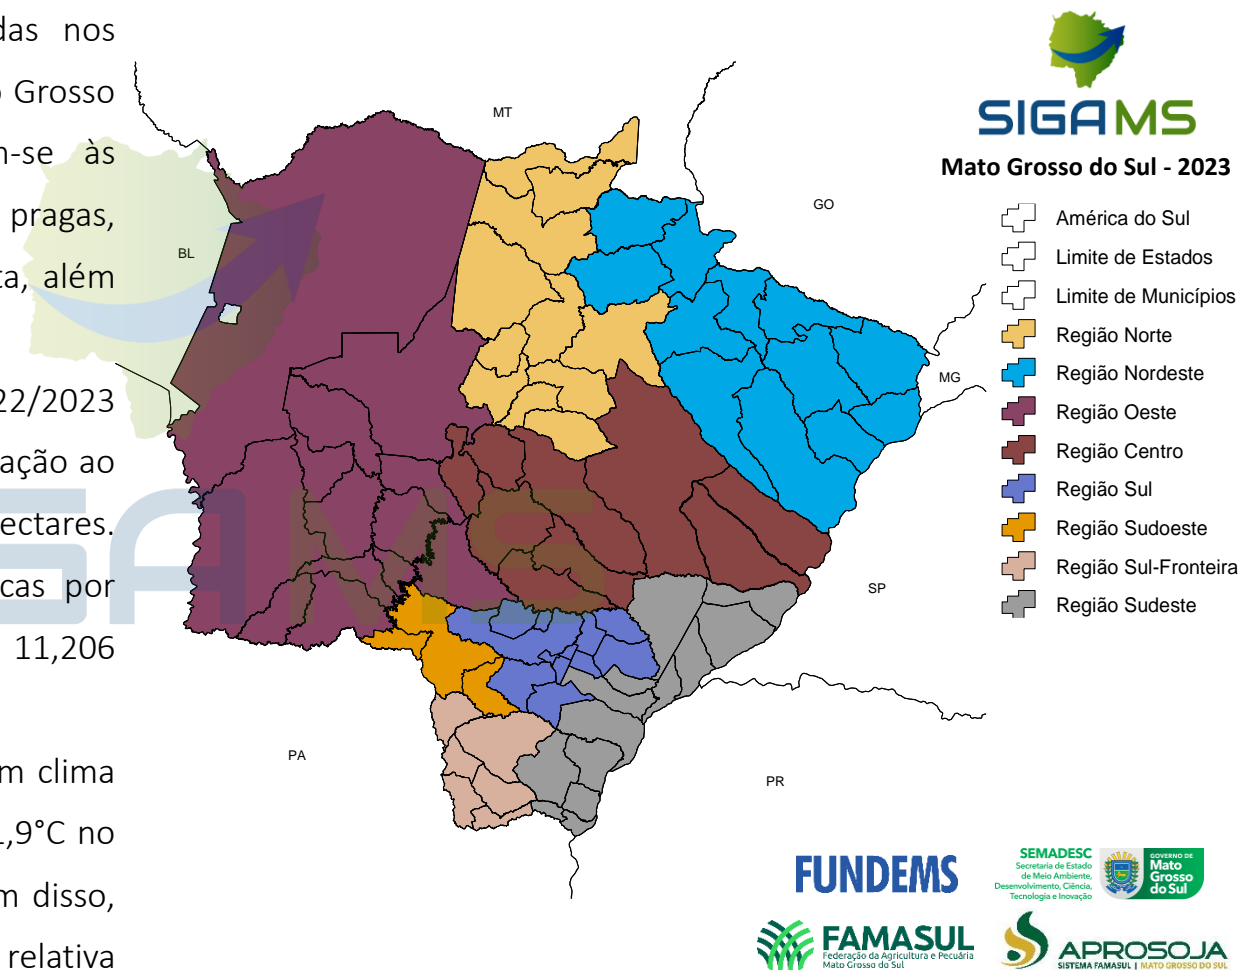 das nos
o Grosso
m-se às
pragas,
ta, além
22/2023
ação ao
ectares.
cas por
11,206
m clima
1,9°C no
m disso,
relativa
MT
GO
BL
MG
SP
PA
PR
SIGAMS
SIGAMS
Mato Grosso do Sul - 2023
América do Sul
Limite de Estados
Limite de Municípios
Região Norte
Região Nordeste
Região Oeste
Região Centro
Região Sul
Região Sudoeste
Região Sul-Fronteira
Região Sudeste
FUNDEMS
SEMADESC
Secretaria de Estado
de Meio Ambiente,
Desenvolvimento, Ciência,
Tecnologia e Inovação
GOVERNO DE
Mato
Grosso
do Sul
FAMASUL
Federação da Agricultura e Pecuária
Mato Grosso do Sul
APROSOJA
SISTEMA FAMASUL | MATO GROSSO DO SUL